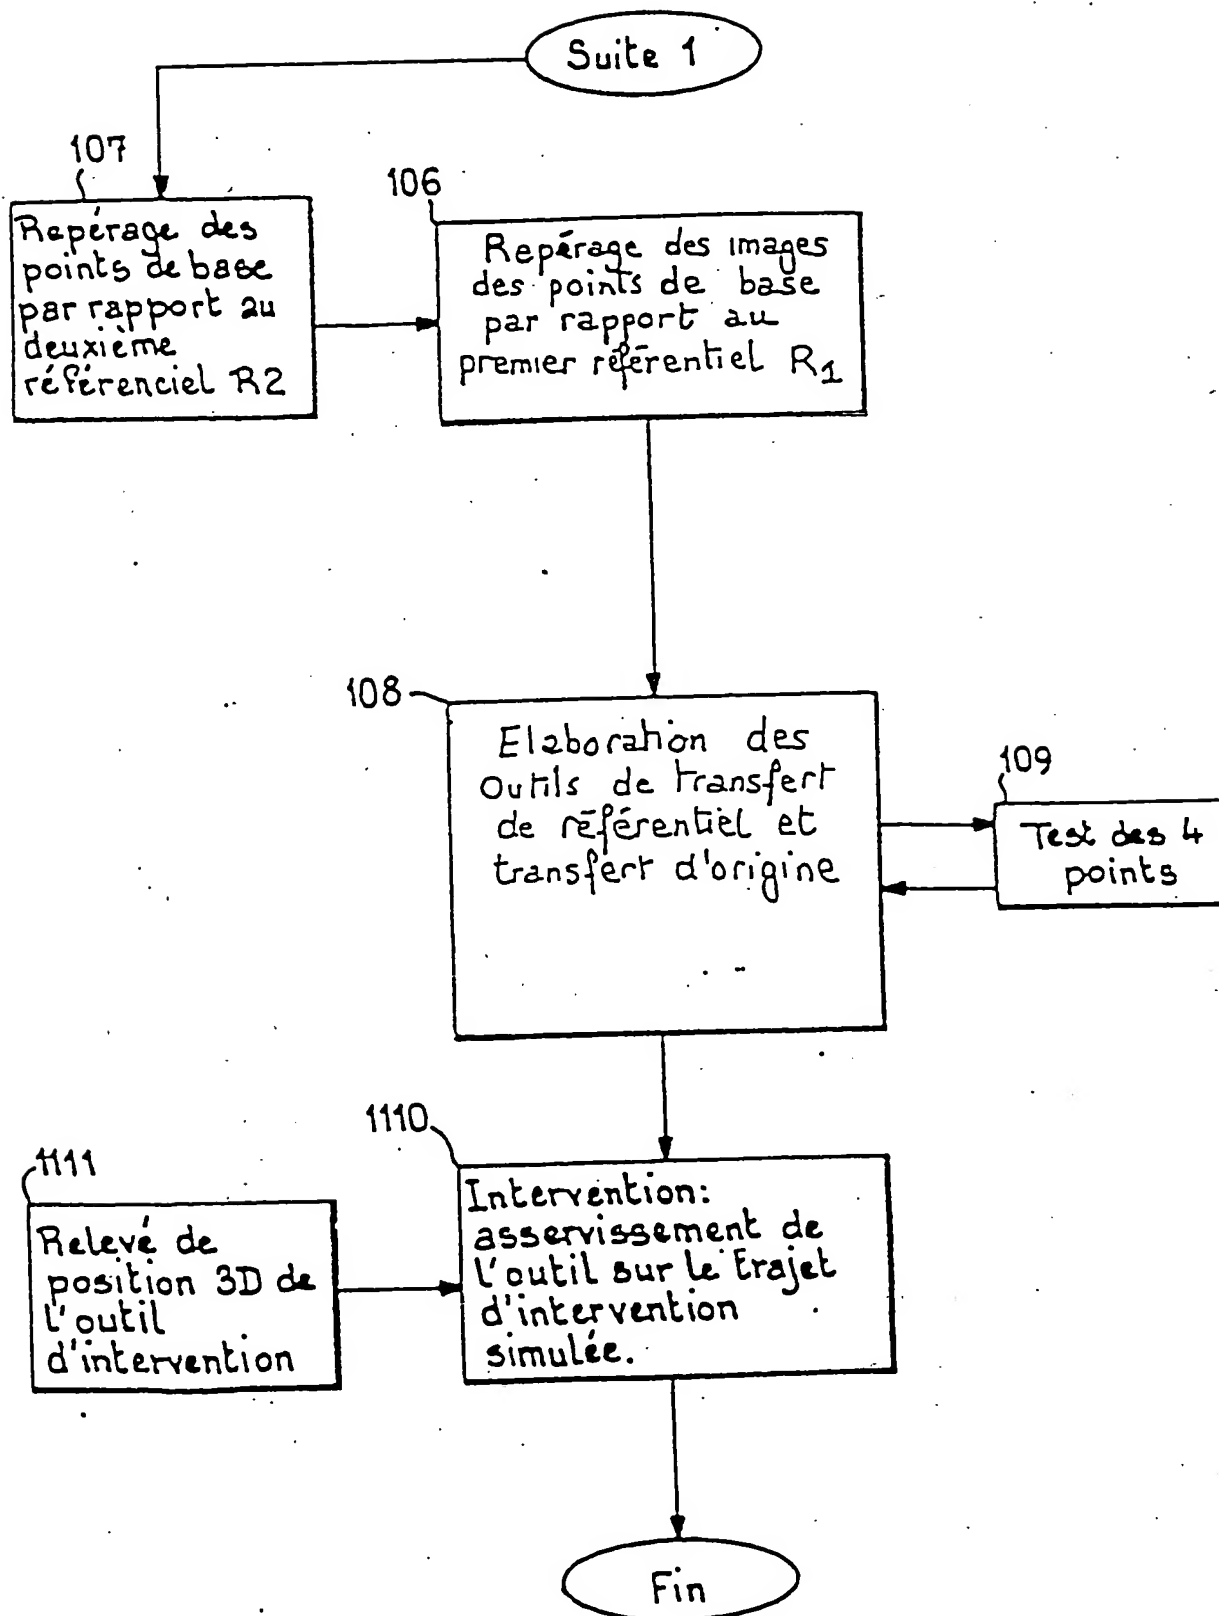 Suite 1
107
Repérage des
points de base
par rapport au
deuxième
référenciel R2
106
Repérage des images
des points de base
par rapport au
premier référentiel R1
108
Elaboration des
Outils de transfert
de référentiel et
transfert d'origine
109
Test des 4
points
1110
Intervention:
asservissement de
l'outil sur le trajet
d'intervention
simulée.
1111
Relevé de
position 3D de
l'outil
d'intervention
Fin